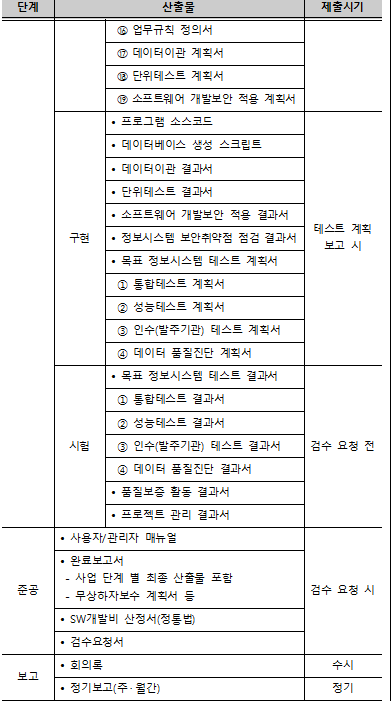 단계 산출물 제출시기
⑯ 업무규칙 정의서
⑰ 데이터이관 계획서
⑱ 단위테스트 계획서
⑲ 소프트웨어 개발보안 적용 계획서
구현
• 프로그램 소스코드
• 데이터베이스 생성 스크립트
• 데이터이관 결과서
• 단위테스트 결과서
• 소프트웨어 개발보안 적용 결과서
• 정보시스템 보안취약점 점검 결과서
• 목표 정보시스템 테스트 계획서
① 통합테스트 계획서
② 성능테스트 계획서
③ 인수(발주기관) 테스트 계획서
④ 데이터 품질진단 계획서
테스트 계획
보고 시
시험
• 목표 정보시스템 테스트 결과서
① 통합테스트 결과서
② 성능테스트 결과서
③ 인수(발주기관) 테스트 결과서
④ 데이터 품질진단 결과서
• 품질보증 활동 결과서
• 프로젝트 관리 결과서
검수 요청 전
준공
• 사용자/관리자 매뉴얼
• 완료보고서
- 사업 단계 별 최종 산출물 포함
- 무상하자보수 계획서 등
• SW개발비 산정서(정통법)
• 검수요청서
검수 요청 시
보고
• 회의록 수시
• 정기보고(주·월간) 정기